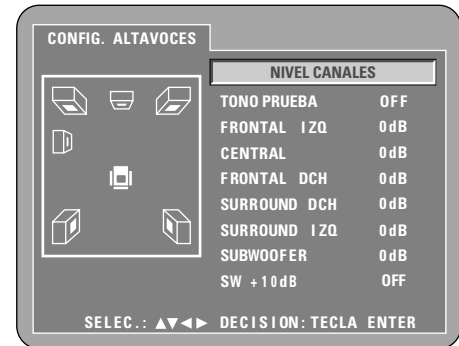 CONFIG. ALTAVOCES
NIVEL CANALES
TONO PRUEBA OFF
FRONTAL IZQ 0dB
CENTRAL 0dB
FRONTAL DCH 0dB
SURROUND DCH 0dB
SURROUND IZQ 0dB
SUBWOOFER 0dB
SW +10dB OFF
SELEC.: ▲▼◄► DECISION: TECLA ENTER